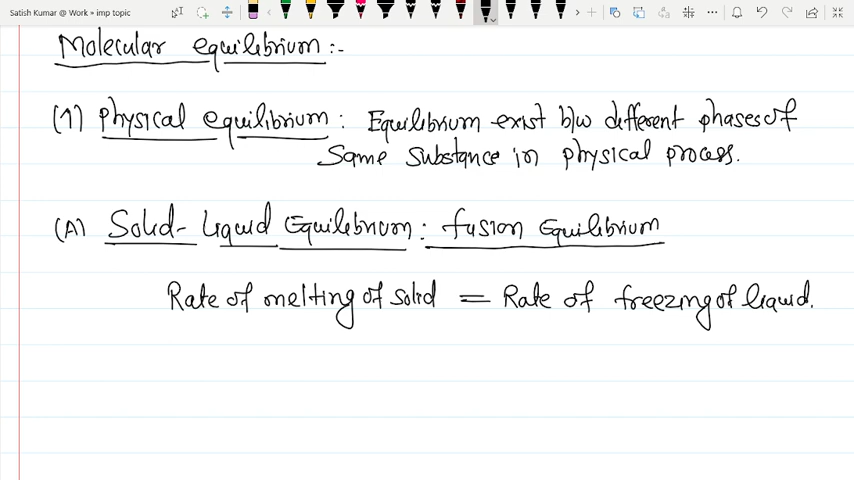 Satish Kumar @ Work » imp topic
Molecular equilibrium :-
(1) Physical equilibrium : Equilibrium exist b/w different phases of
Same substance in physical process.
(A) Solid-Liquid Equilibrium : fusion Equilibrium
Rate of melting of solid = Rate of freezing of liquid.